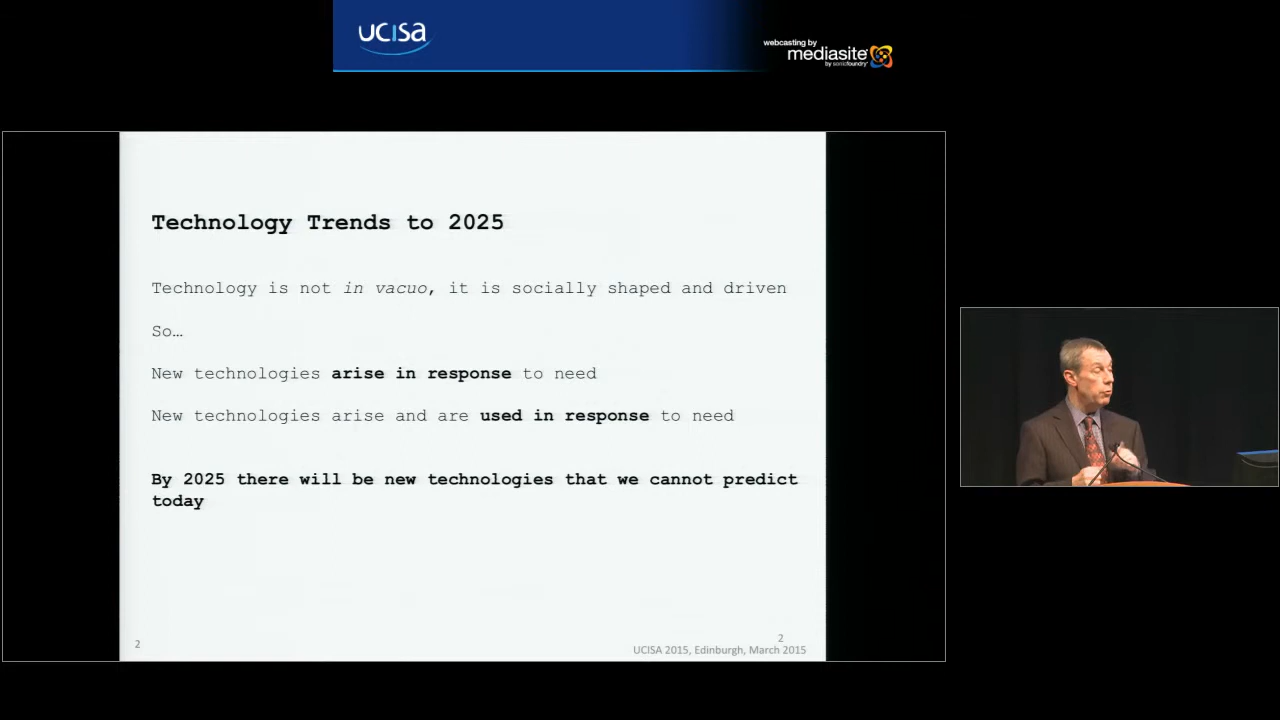 ucisa
webcasting by
mediasite
by sonicfoundry
Technology Trends to 2025
Technology is not in vacuo, it is socially shaped and driven
So…
New technologies arise in response to need
New technologies arise and are used in response to need
By 2025 there will be new technologies that we cannot predict
today
2
2
UCISA 2015, Edinburgh, March 2015